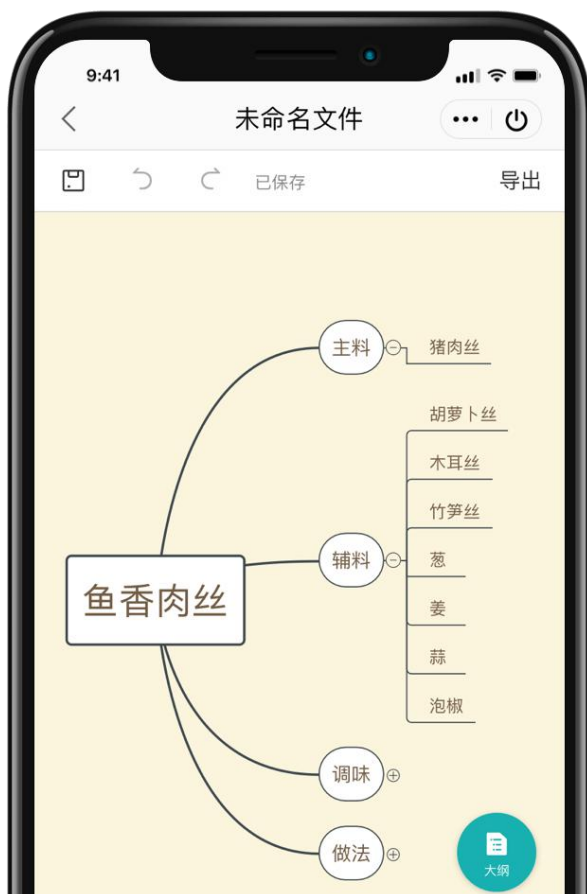 9:41
未命名文件
已保存
导出
主料
猪肉丝
胡萝卜丝
木耳丝
竹笋丝
辅料
葱
鱼香肉丝
姜
蒜
泡椒
调味
做法
大纲